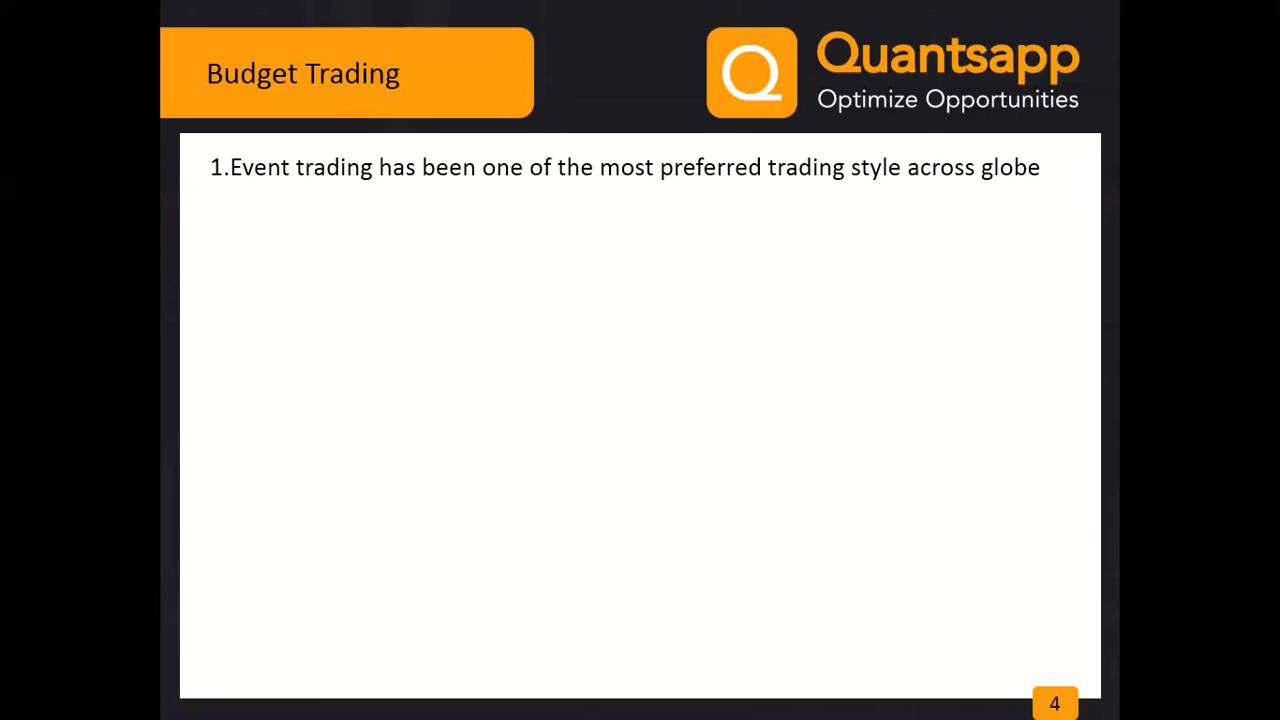 Budget Trading
Q
Quantsapp
Optimize Opportunities
1.Event trading has been one of the most preferred trading style across globe
4